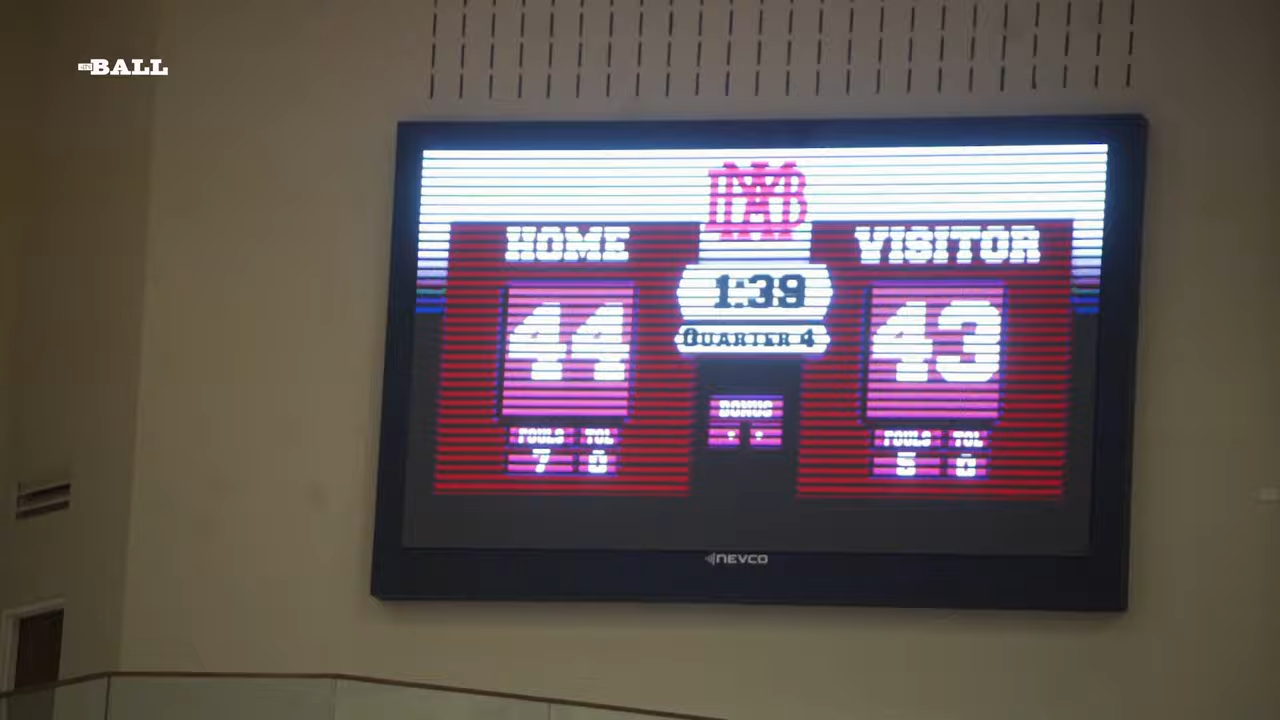 BALL
HOME
VISITOR
1:39
44
43
QUARTER 4
BONUS
FOULS TOL
7 0
FOULS TOL
5 0
NEVCO